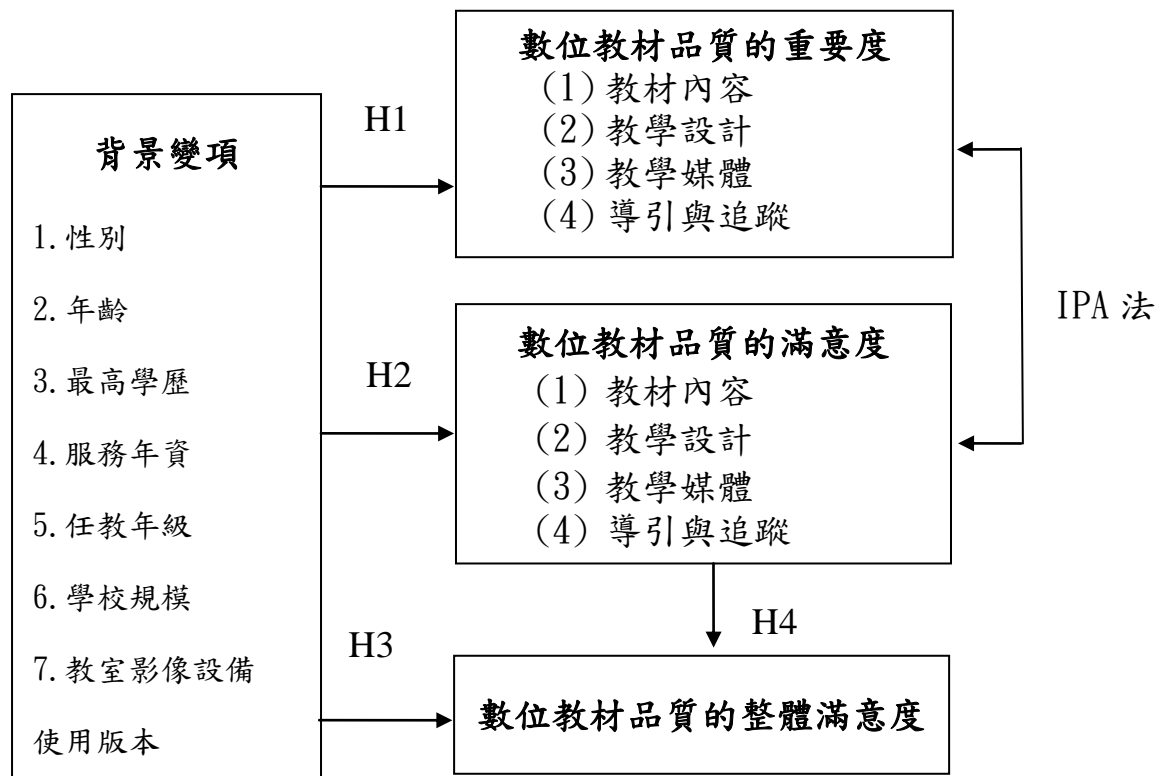 背景變項
1.性別
2.年齡
3.最高學歷
4.服務年資
5.任教年級
6.學校規模
7.教室影像設備
使用版本
H1
H2
H3
數位教材品質的重要度
(1)教材內容
(2)教學設計
(3)教學媒體
(4)導引與追蹤
數位教材品質的滿意度
(1) 教材內容
(2) 教學設計
(3) 教學媒體
(4) 導引與追蹤
H4
數位教材品質的整體滿意度
IPA 法